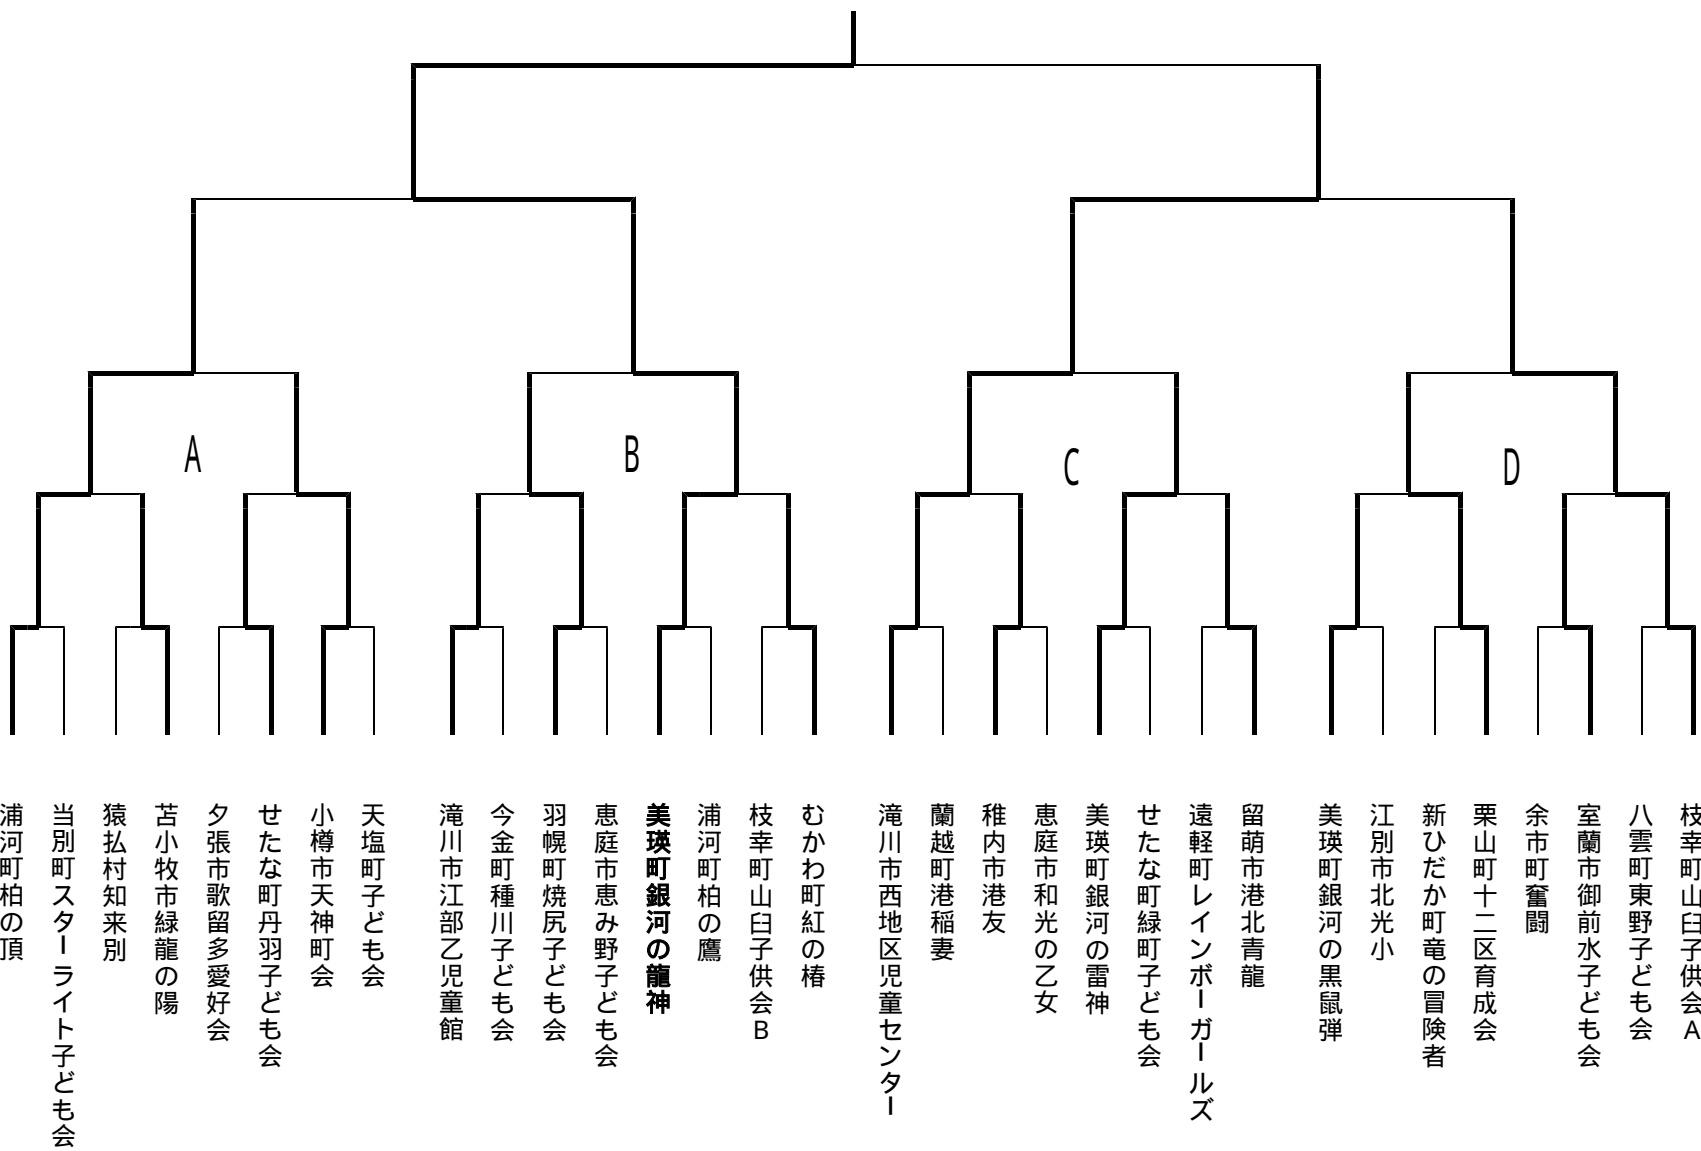 A
B
C
D
浦河町柏の頂
当別町スターライト子ども会
猿払村知来別
苫小牧市緑龍の陽
夕張市歌留多愛好会
せたな町丹羽子ども会
小樽市天神町会
天塩町子ども会
滝川市江部乙児童館
今金町種川子ども会
羽幌町焼尻子ども会
恵庭市恵み野子ども会
美瑛町銀河の龍神
浦河町柏の鷹
枝幸町山臼子供会B
むかわ町紅の椿
滝川市西地区児童センター
蘭越町港稲妻
稚内市港友
恵庭市和光の乙女
美瑛町銀河の雷神
せたな町緑町子ども会
遠軽町レインボーガールズ
留萌市港北青龍
美瑛町銀河の黒鼠弾
江別市北光小
新ひだか町竜の冒険者
栗山町十二区育成会
余市町奮闘
室蘭市御前水子ども会
八雲町東野子ども会
枝幸町山臼子供会A